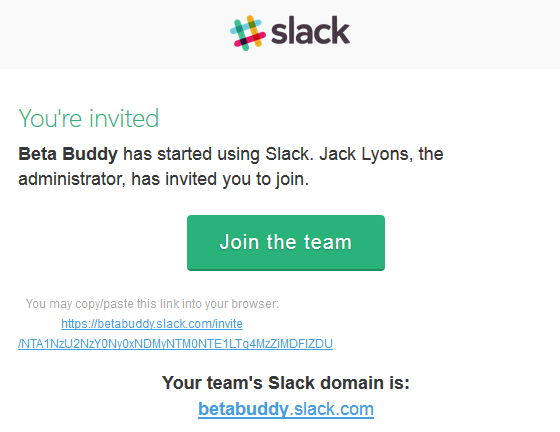 slack
You're invited
Beta Buddy has started using Slack. Jack Lyons, the
administrator, has invited you to join.
Join the team
You may copy/paste this link into your browser:
https://betabuddy.slack.com/invite
/NTA1NzU2NzY0Ny0xNDMyNTM0NTE1LTg4MzZiMDFlZDU
Your team's Slack domain is:
betabuddy.slack.com